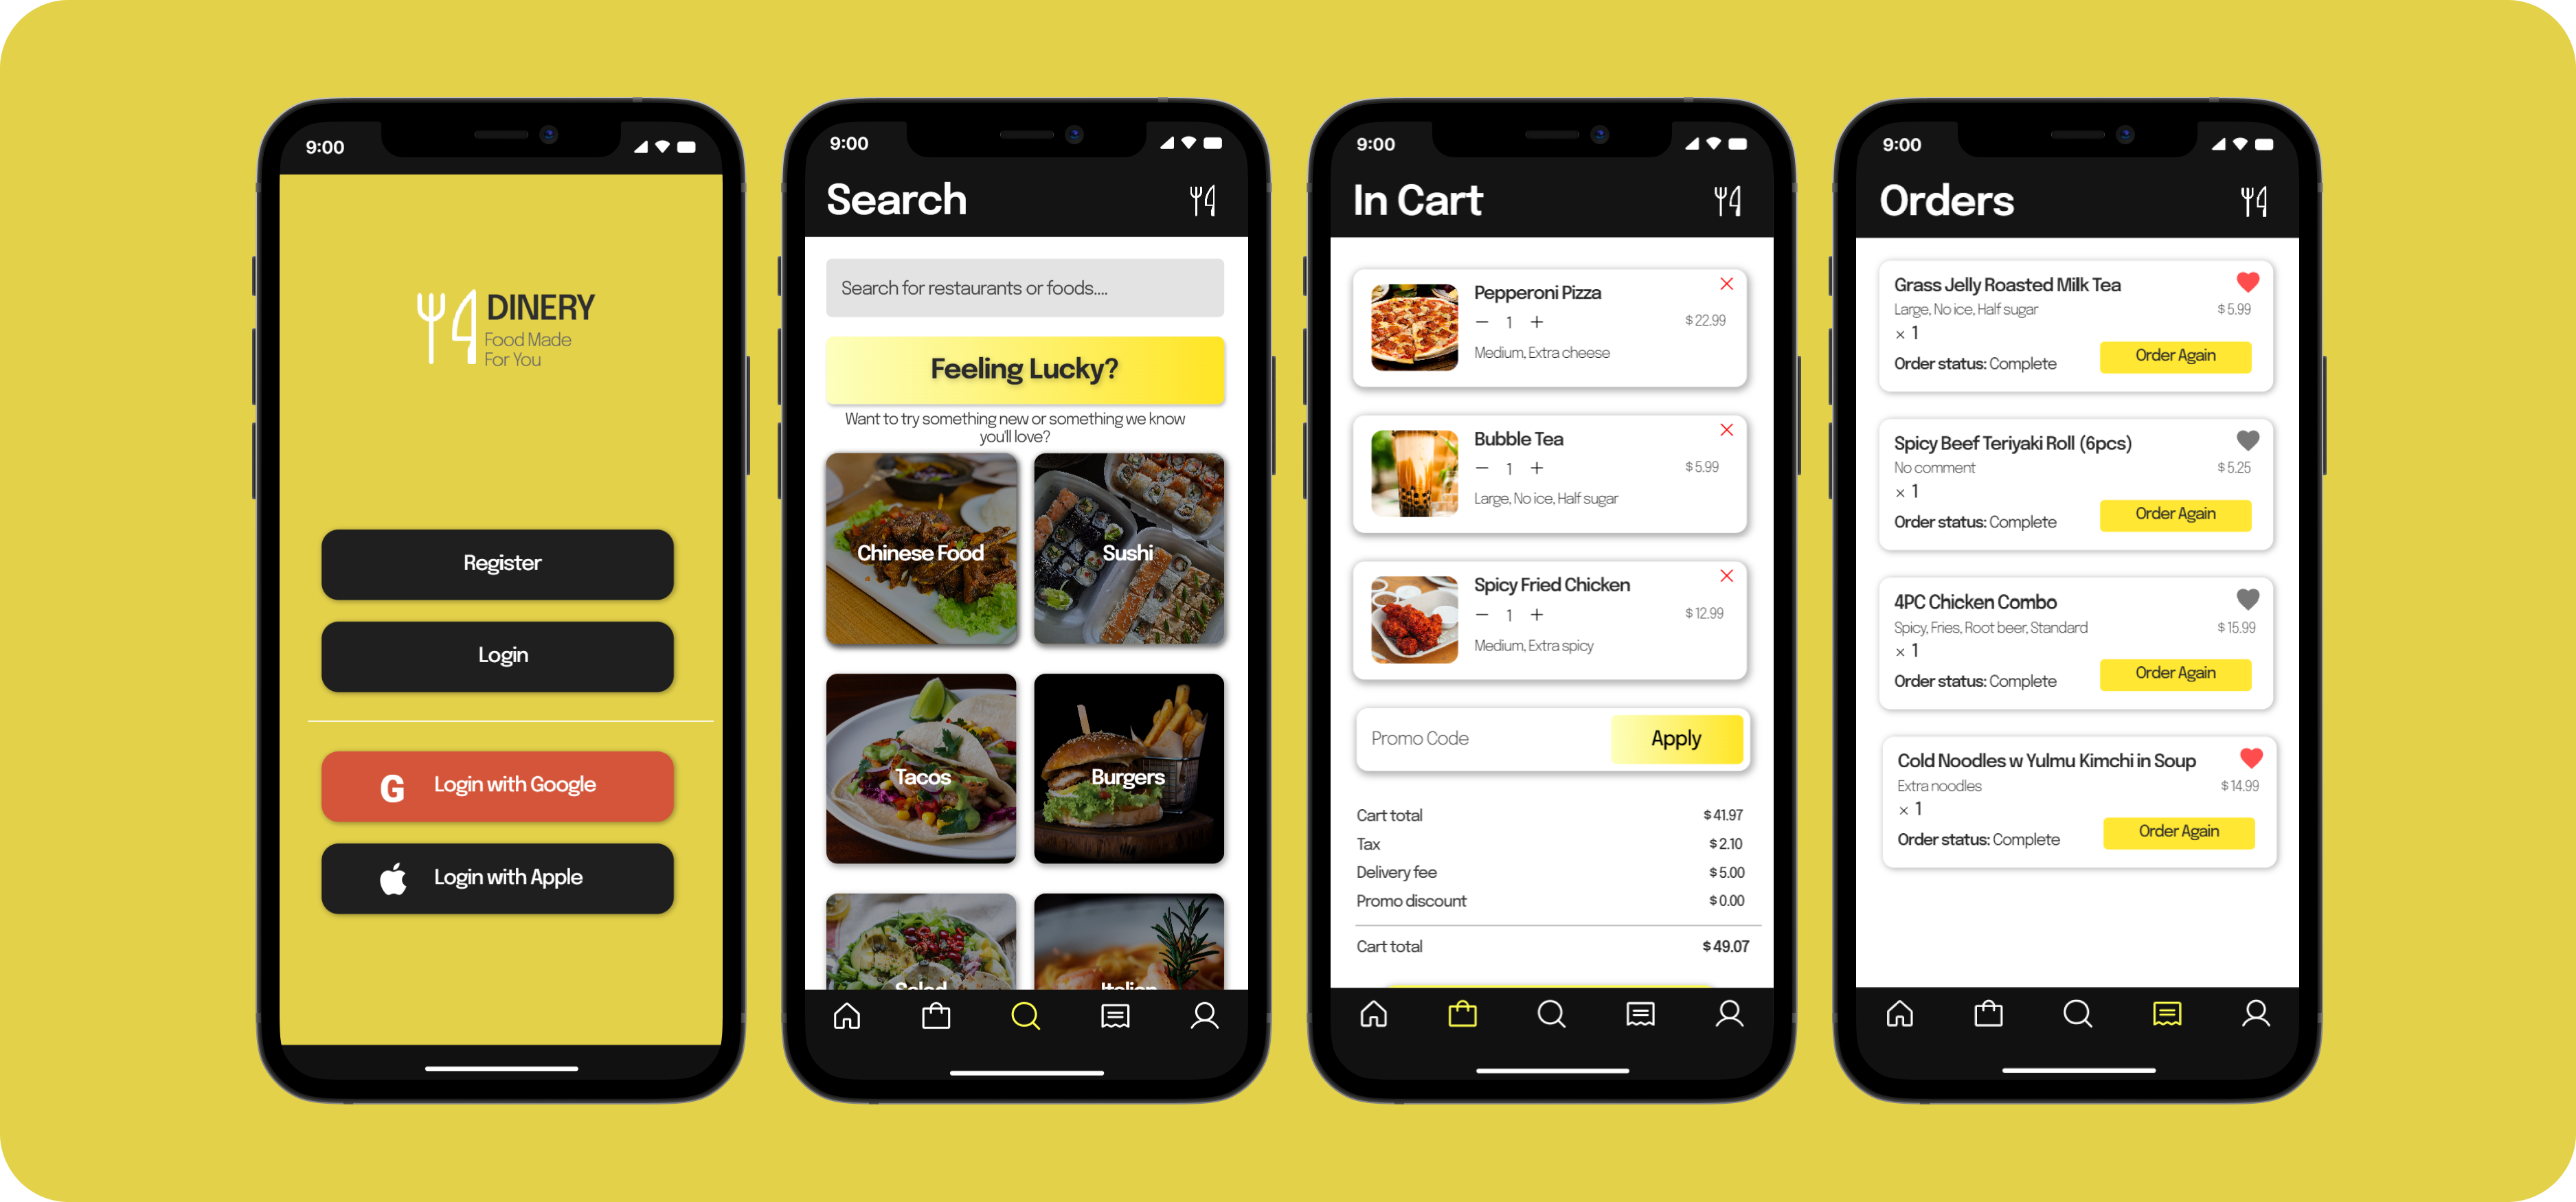 9:00
DINERY
Food Made
For You
Register
Login
G Login with Google
Login with Apple
9:00
Search
Search for restaurants or foods....
Feeling Lucky?
Want to try something new or something we know
you'll love?
Chinese Food
Sushi
Tacos
Burgers
Salad
Italian
9:00
In Cart
Pepperoni Pizza
− 1 +
$ 22.99
Medium, Extra cheese
Bubble Tea
− 1 +
$ 5.99
Large, No ice, Half sugar
Spicy Fried Chicken
− 1 +
$ 12.99
Medium, Extra spicy
Promo Code
Apply
Cart total $ 41.97
Tax $ 2.10
Delivery fee $ 5.00
Promo discount $ 0.00
Cart total $ 49.07
9:00
Orders
Grass Jelly Roasted Milk Tea
Large, No ice, Half sugar $ 5.99
× 1
Order status: Complete
Order Again
Spicy Beef Teriyaki Roll (6pcs)
No comment $ 5.25
× 1
Order status: Complete
Order Again
4PC Chicken Combo
Spicy, Fries, Root beer, Standard $ 15.99
× 1
Order status: Complete
Order Again
Cold Noodles w Yulmu Kimchi in Soup
Extra noodles $ 14.99
× 1
Order status: Complete
Order Again